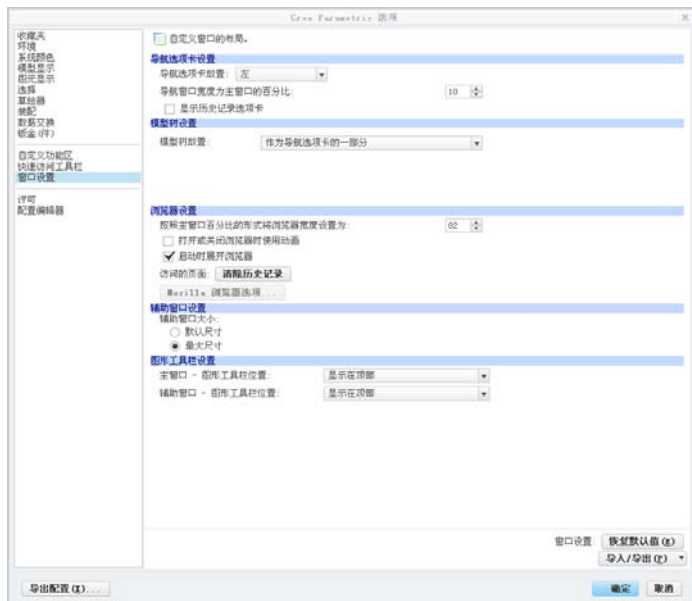 Creo Parametric 选项
收藏夹
环境
系统颜色
模型显示
图元显示
选择
草绘器
装配
数据交换
钣金(件)
自定义功能区
快速访问工具栏
窗口设置
许可
配置编辑器
自定义窗口的布局。
导航选项卡设置
导航选项卡放置: 左
导航窗口宽度为主窗口的百分比: 10
显示历史记录选项卡
模型树设置
模型树放置: 作为导航选项卡的一部分
浏览器设置
按照主窗口百分比的形式将浏览器宽度设置为: 82
打开或关闭浏览器时使用动画
启动时展开浏览器
访问的页面: 清除历史记录
Mozilla 浏览器选项...
辅助窗口设置
辅助窗口大小:
默认尺寸
最大尺寸
图形工具栏设置
主窗口 - 图形工具栏位置: 显示在顶部
辅助窗口 - 图形工具栏位置: 显示在顶部
窗口设置: 恢复默认值(R)
导入/导出(P)
导出配置(X)... 确定 取消